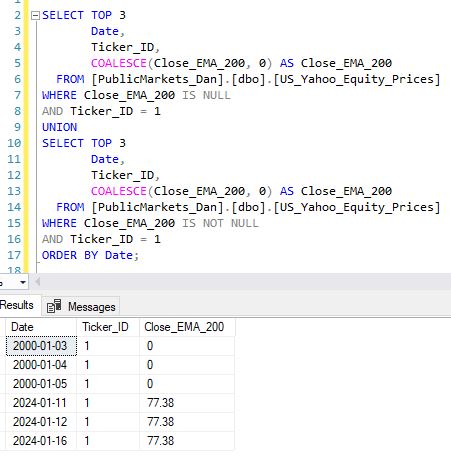 2 SELECT TOP 3
3 Date,
4 Ticker_ID,
5 COALESCE(Close_EMA_200, 0) AS Close_EMA_200
6 FROM [PublicMarkets_Dan].[dbo].[US_Yahoo_Equity_Prices]
7 WHERE Close_EMA_200 IS NULL
8 AND Ticker_ID = 1
9 UNION
10 SELECT TOP 3
11 Date,
12 Ticker_ID,
13 COALESCE(Close_EMA_200, 0) AS Close_EMA_200
14 FROM [PublicMarkets_Dan].[dbo].[US_Yahoo_Equity_Prices]
15 WHERE Close_EMA_200 IS NOT NULL
16 AND Ticker_ID = 1
17 ORDER BY Date;
18
Results Messages
Date Ticker_ID Close_EMA_200
2000-01-03 1 0
2000-01-04 1 0
2000-01-05 1 0
2024-01-11 1 77.38
2024-01-12 1 77.38
2024-01-16 1 77.38